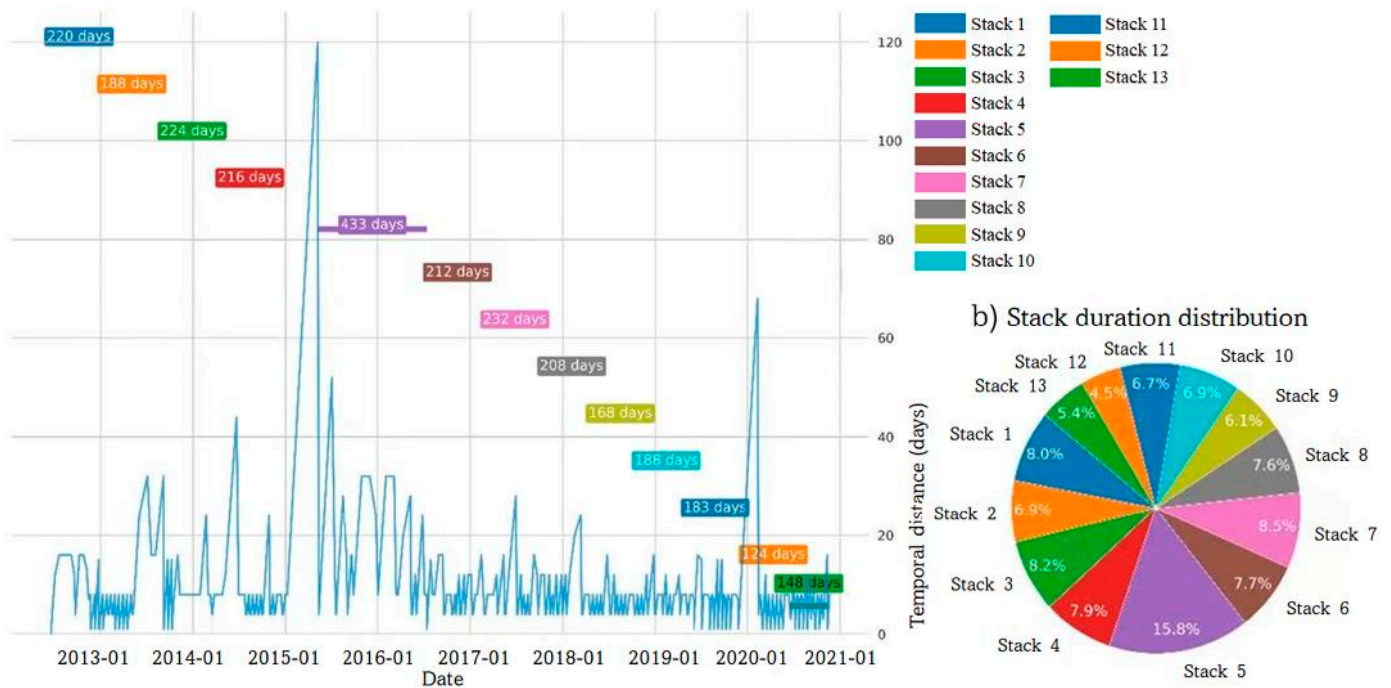 220 days
188 days
224 days
216 days
433 days
212 days
232 days
208 days
168 days
188 days
183 days
124 days
148 days
120
100
80
60
40
20
0
Temporal distance (days)
2013-01 2014-01 2015-01 2016-01 2017-01 2018-01 2019-01 2020-01 2021-01
Date
Stack 1 Stack 11
Stack 2 Stack 12
Stack 3 Stack 13
Stack 4
Stack 5
Stack 6
Stack 7
Stack 8
Stack 9
Stack 10
b) Stack duration distribution
Stack 11
6.7%
Stack 10
6.9%
Stack 9
6.1%
Stack 8
7.6%
Stack 7
8.5%
Stack 6
7.7%
Stack 5
15.8%
Stack 4
7.9%
Stack 3
8.2%
Stack 2
6.9%
Stack 1
8.0%
Stack 13
5.4%
Stack 12
4.5%